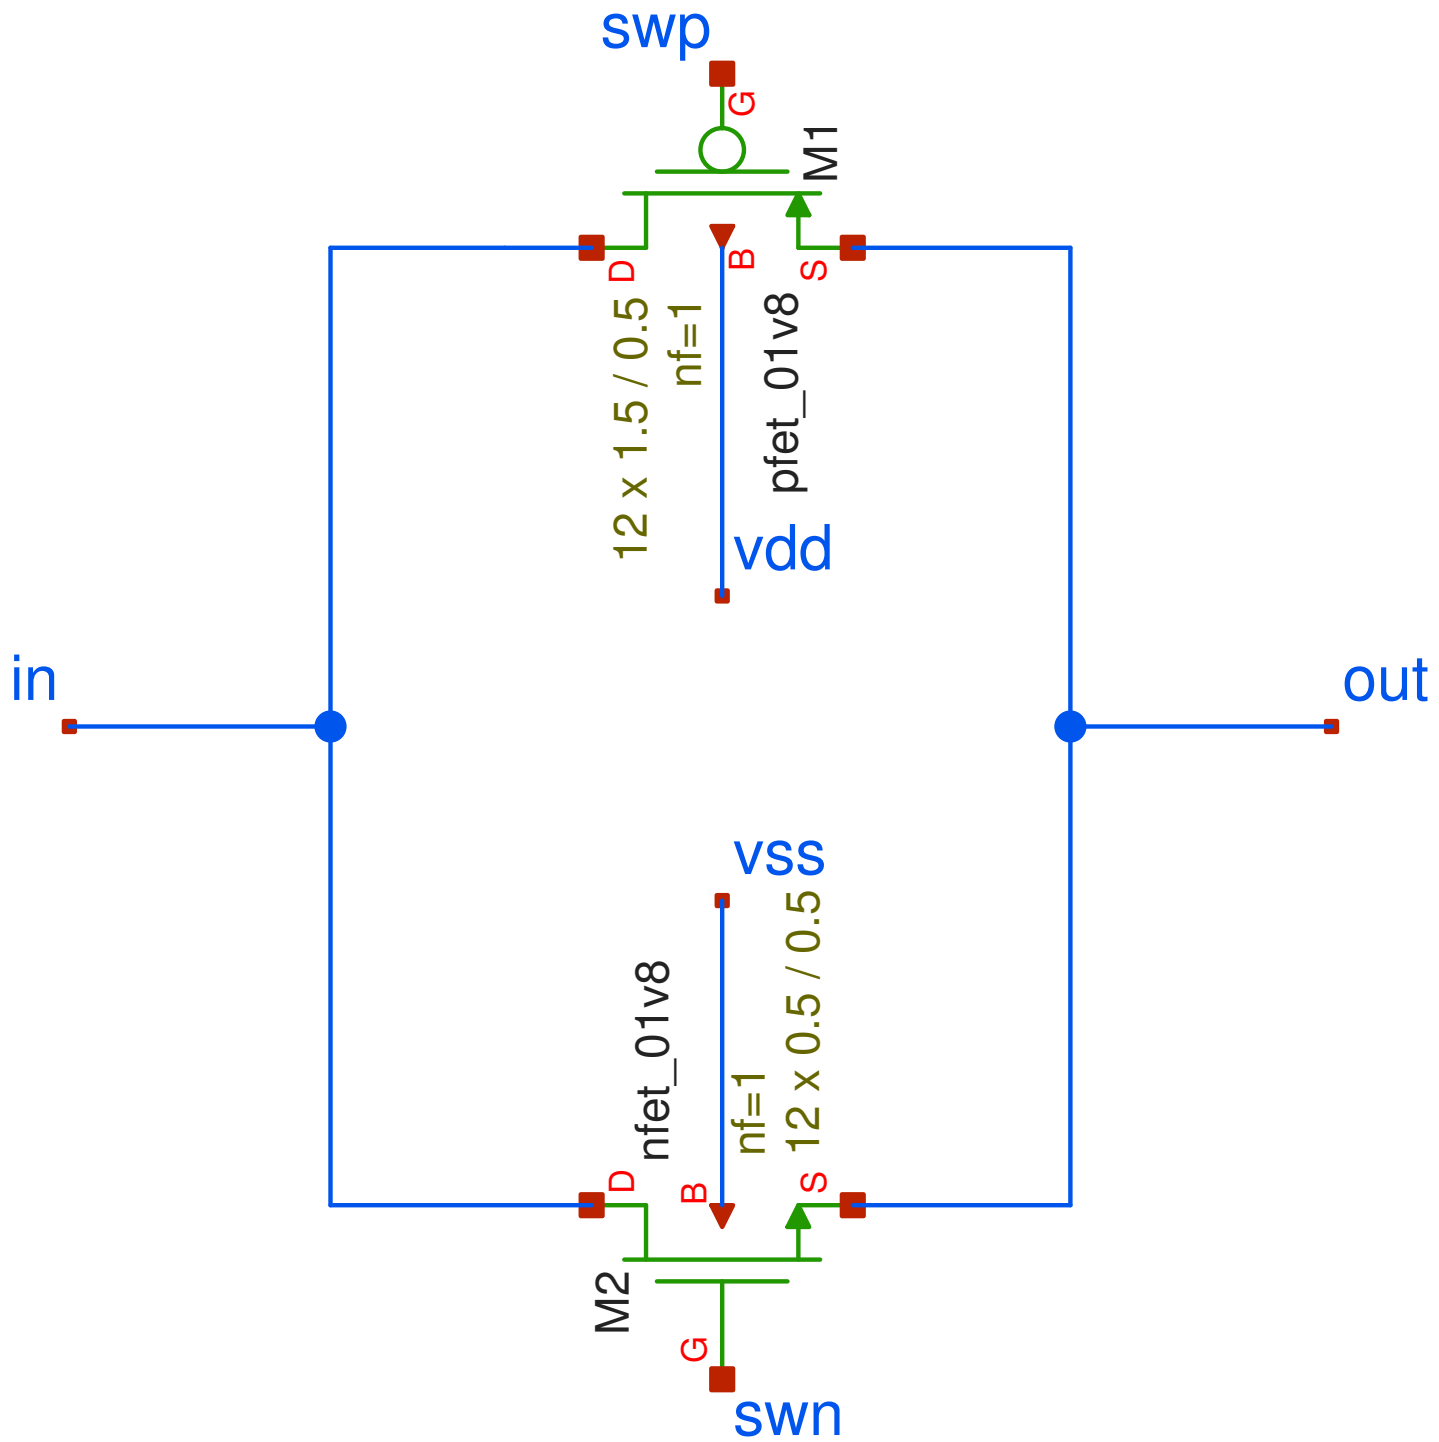 swp
G
M1
D
B
S
12 x 1.5 / 0.5
nf=1
pfet_01v8
vdd
in
out
vss
nfet_01v8
nf=1
12 x 0.5 / 0.5
D
B
S
M2
G
swn